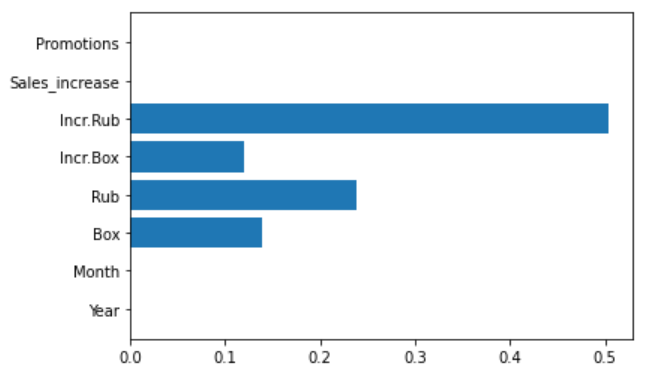 Promotions
Sales_increase
Incr.Rub
Incr.Box
Rub
Box
Month
Year
0.0 0.1 0.2 0.3 0.4 0.5